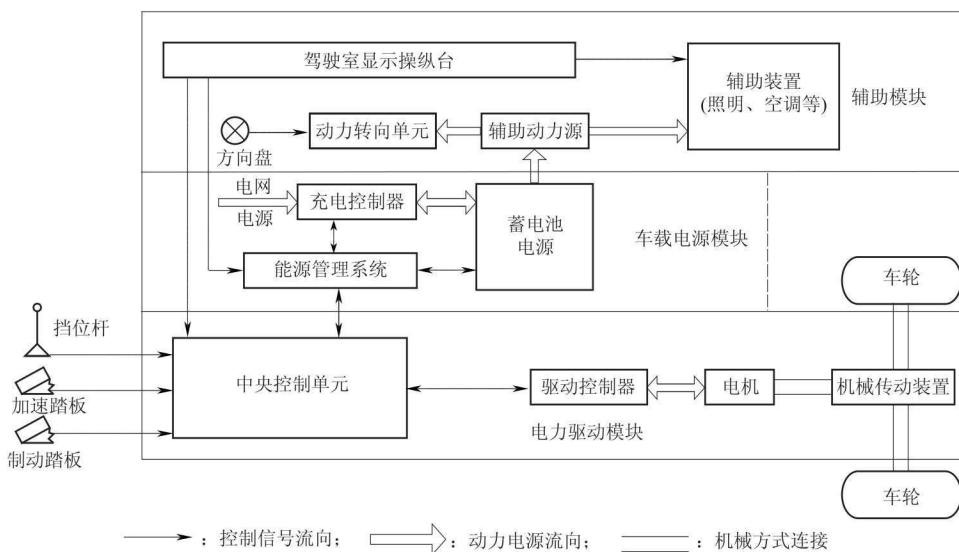 驾驶室显示操纵台
辅助装置
(照明、空调等)
辅助模块
方向盘
动力转向单元
辅助动力源
电网
电源
充电控制器
蓄电池
电源
车载电源模块
能源管理系统
车轮
挡位杆
加速踏板
制动踏板
中央控制单元
驱动控制器
电机
机械传动装置
电力驱动模块
车轮
：控制信号流向；
：动力电源流向；
：机械方式连接